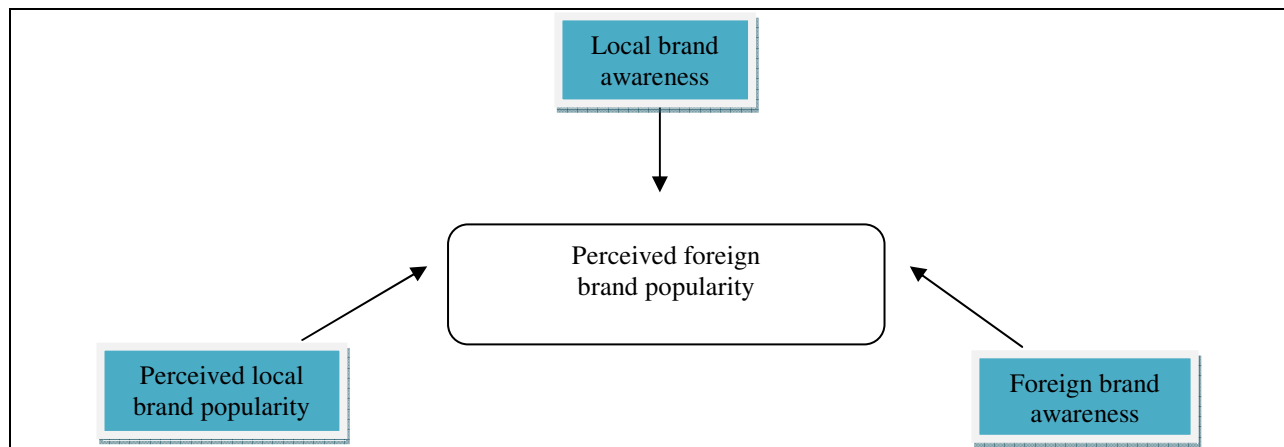 Local brand
awareness
Perceived foreign
brand popularity
Perceived local
brand popularity
Foreign brand
awareness